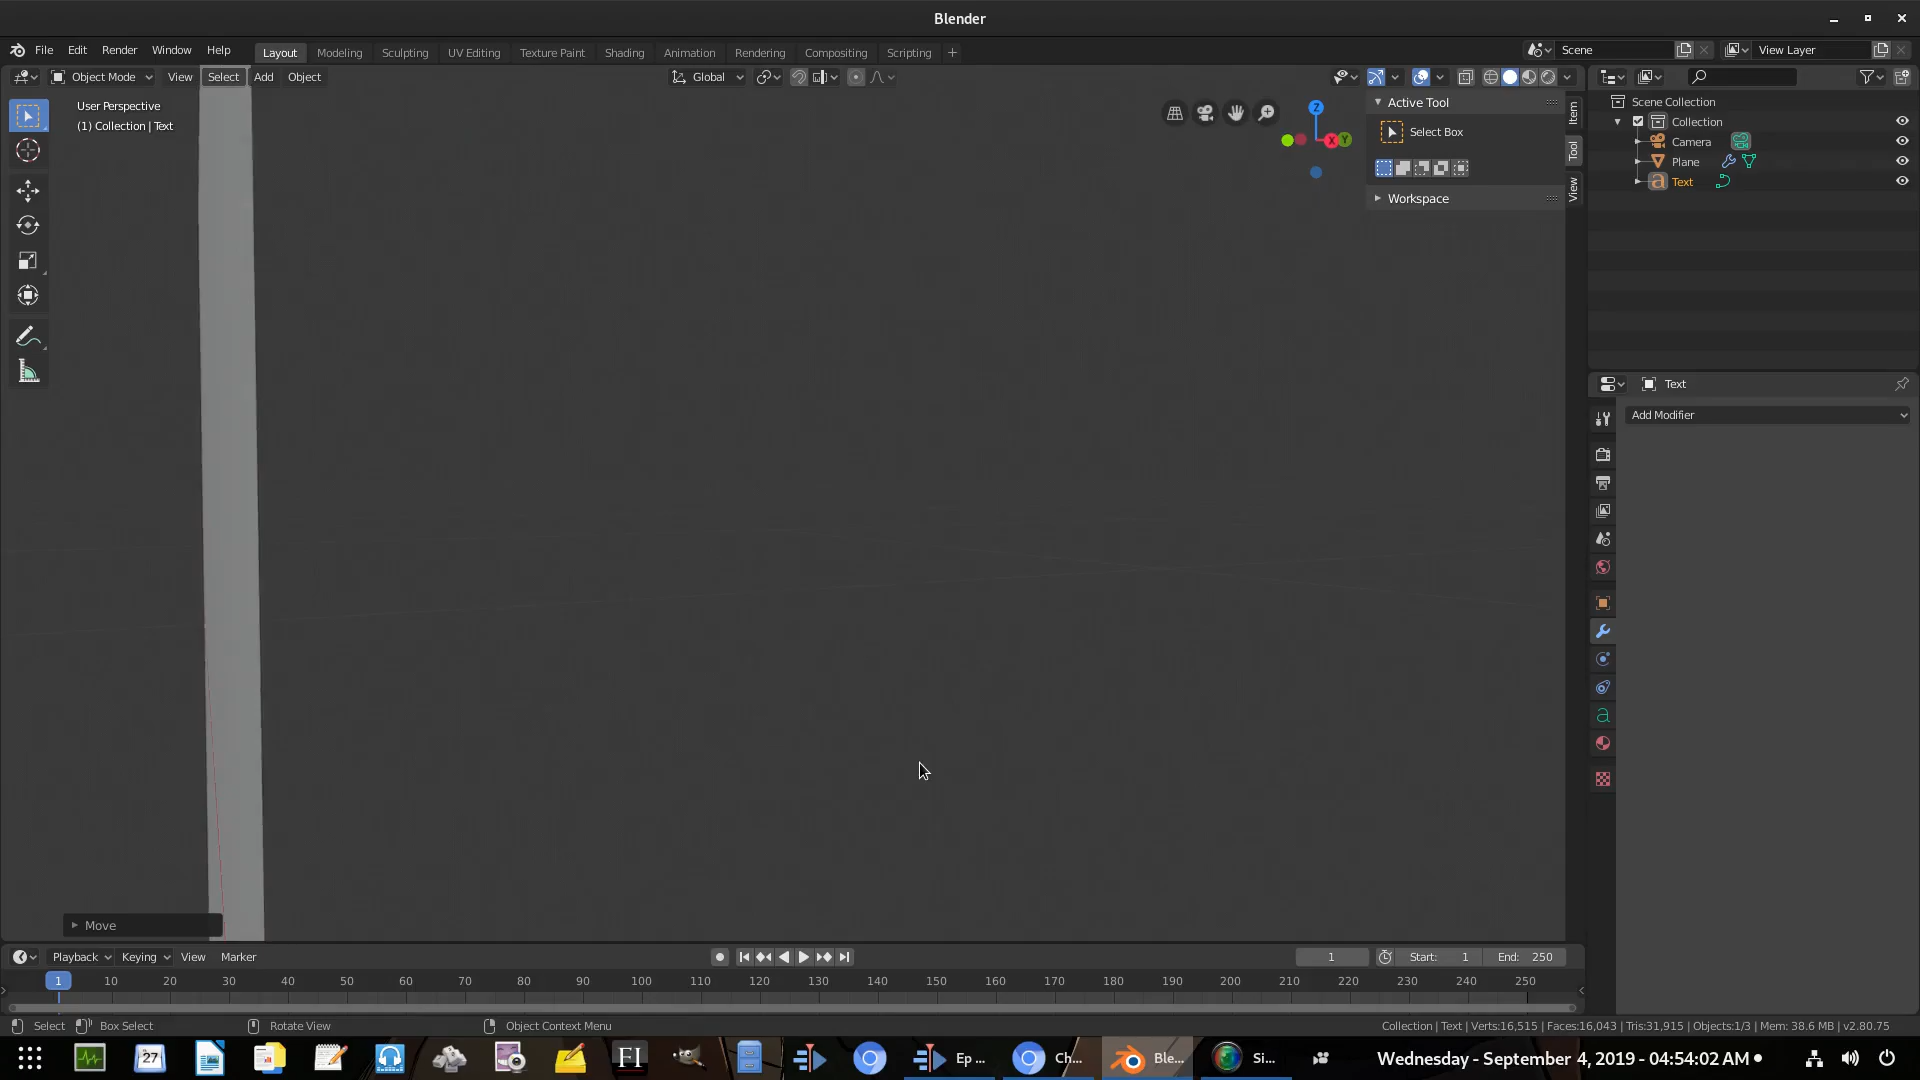 Blender
File Edit Render Window Help
Layout Modeling Sculpting UV Editing Texture Paint Shading Animation Rendering Compositing Scripting +
Scene
View Layer
Object Mode View Select Add Object
Global
User Perspective
(1) Collection | Text
Z
X Y
Active Tool
Select Box
Workspace
Item
Tool
View
Scene Collection
Collection
Camera
Plane
Text
Text
Add Modifier
Move
Playback Keying View Marker
1
Start: 1
End: 250
1 10 20 30 40 50 60 70 80 90 100 110 120 130 140 150 160 170 180 190 200 210 220 230 240 250
Select Box Select Rotate View Object Context Menu
Collection | Text | Verts:16,515 | Faces:16,043 | Tris:31,915 | Objects:1/3 | Mem: 38.6 MB | v2.80.75
27 FI Ep ... Ch... Ble... Si... Wednesday - September 4, 2019 - 04:54:02 AM